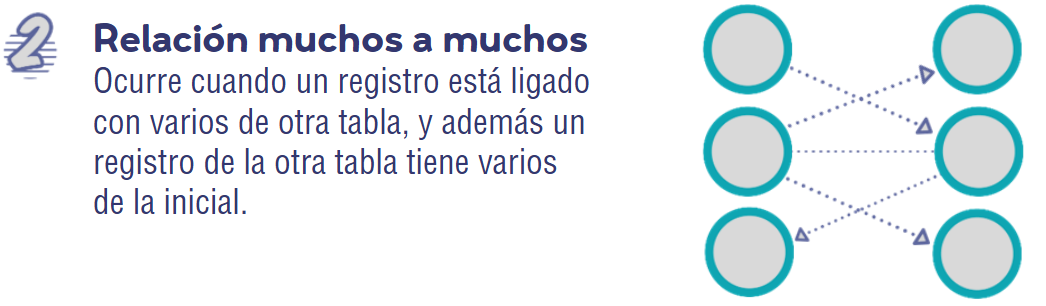 2
Relación muchos a muchos
Ocurre cuando un registro está ligado
con varios de otra tabla, y además un
registro de la otra tabla tiene varios
de la inicial.